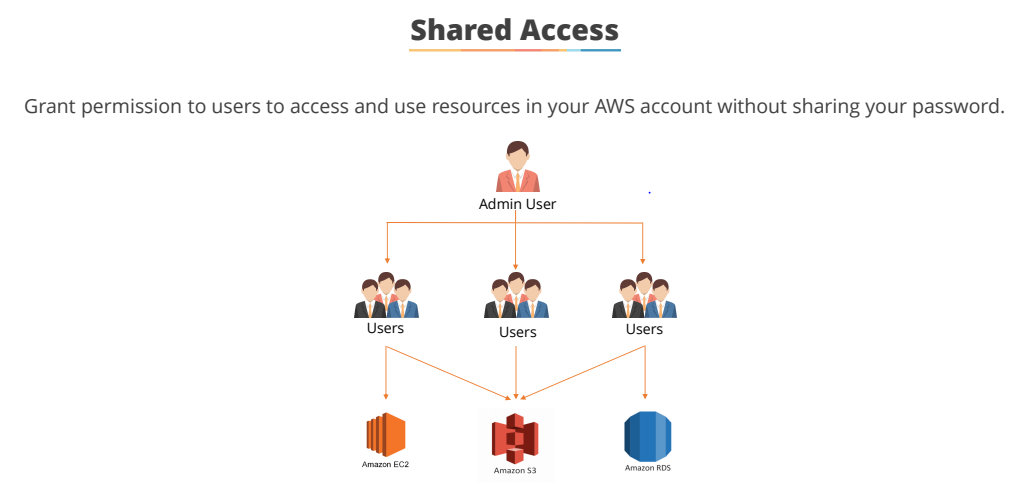 Shared Access
Grant permission to users to access and use resources in your AWS account without sharing your password.
Admin User
Users
Users
Users
Amazon EC2
Amazon S3
Amazon RDS